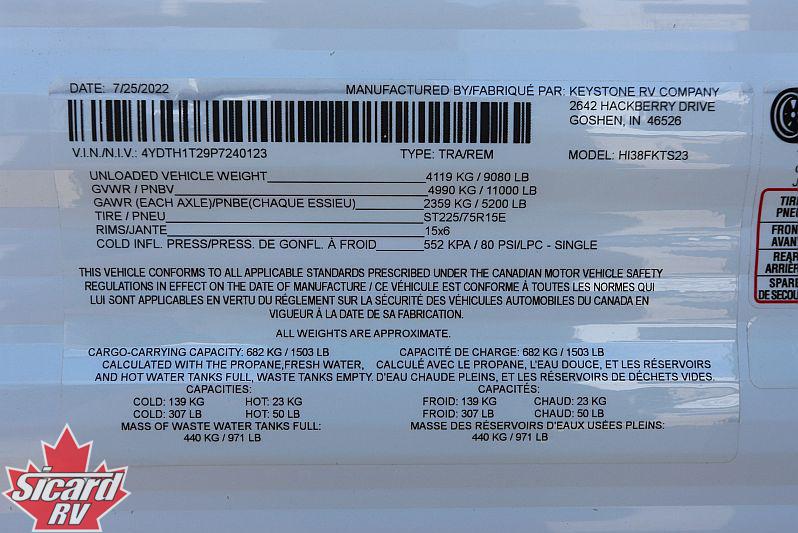 DATE: 7/25/2022 MANUFACTURED BY/FABRIQUÉ PAR: KEYSTONE RV COMPANY
2642 HACKBERRY DRIVE
GOSHEN, IN 46526
V.I.N./N.I.V.: 4YDTH1T29P7240123 TYPE: TRA/REM MODEL: HI38FKTS23
UNLOADED VEHICLE WEIGHT 4119 KG / 9080 LB
GVWR / PNBV 4990 KG / 11000 LB
GAWR (EACH AXLE)/PNBE(CHAQUE ESSIEU) 2359 KG / 5200 LB
TIRE / PNEU ST225/75R15E
RIMS/JANTE 15x6
COLD INFL. PRESS/PRESS. DE GONFL. À FROID 552 KPA / 80 PSI/LPC - SINGLE
THIS VEHICLE CONFORMS TO ALL APPLICABLE STANDARDS PRESCRIBED UNDER THE CANADIAN MOTOR VEHICLE SAFETY
REGULATIONS IN EFFECT ON THE DATE OF MANUFACTURE / CE VÉHICULE EST CONFORME À TOUTES LES NORMES QUI
LUI SONT APPLICABLES EN VERTU DU RÉGLEMENT SUR LA SÉCURITÉ DES VÉHICULES AUTOMOBILES DU CANADA EN
VIGUEUR À LA DATE DE SA FABRICATION.
ALL WEIGHTS ARE APPROXIMATE.
CARGO-CARRYING CAPACITY: 682 KG / 1503 LB CAPACITÉ DE CHARGE: 682 KG / 1503 LB
CALCULATED WITH THE PROPANE,FRESH WATER, CALCULÉ AVEC LE PROPANE, L'EAU DOUCE, ET LES RÉSERVOIRS
AND HOT WATER TANKS FULL, WASTE TANKS EMPTY. D'EAU CHAUDE PLEINS, ET LES RÉSERVOIRS DE DÉCHETS VIDES.
CAPACITIES: CAPACITÉS:
COLD: 139 KG HOT: 23 KG FROID: 139 KG CHAUD: 23 KG
COLD: 307 LB HOT: 50 LB FROID: 307 LB CHAUD: 50 LB
MASS OF WASTE WATER TANKS FULL: MASSE DES RÉSERVOIRS D'EAUX USÉES PLEINS:
440 KG / 971 LB 440 KG / 971 LB
TIRE
PNEU
FRON
AVAN
REAR
ARRIÈR
SPAR
DE SECOU
Sicard
RV